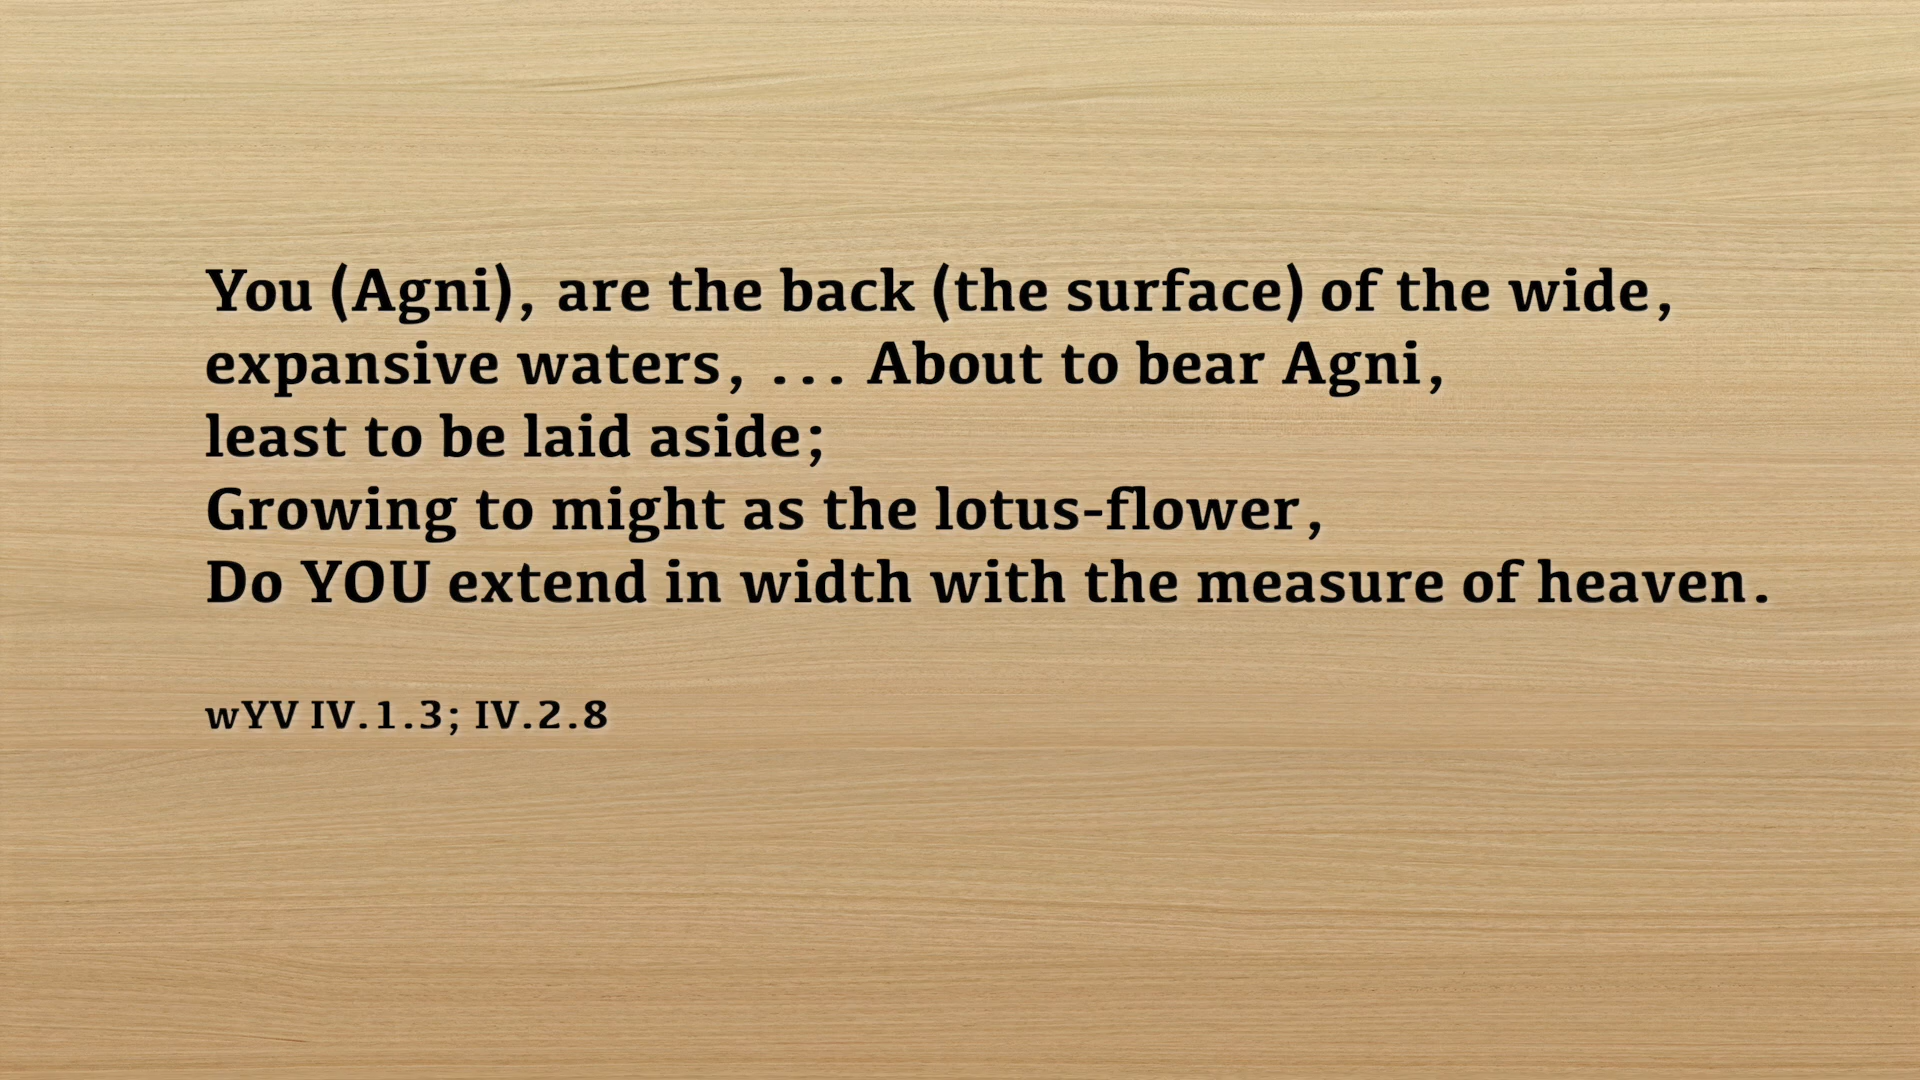 You (Agni), are the back (the surface) of the wide,
expansive waters, ... About to bear Agni,
least to be laid aside;
Growing to might as the lotus-flower,
Do YOU extend in width with the measure of heaven.
wYV IV.1.3; IV.2.8